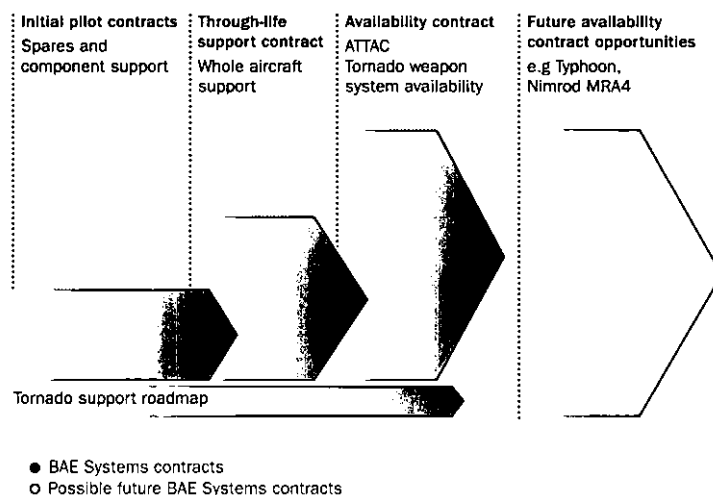 Initial pilot contracts
Spares and
component support
Through-life
support contract
Whole aircraft
support
Availability contract
ATTAC
Tornado weapon
system availability
Future availability
contract opportunities
e.g Typhoon,
Nimrod MRA4
Tornado support roadmap
BAE Systems contracts
Possible future BAE Systems contracts